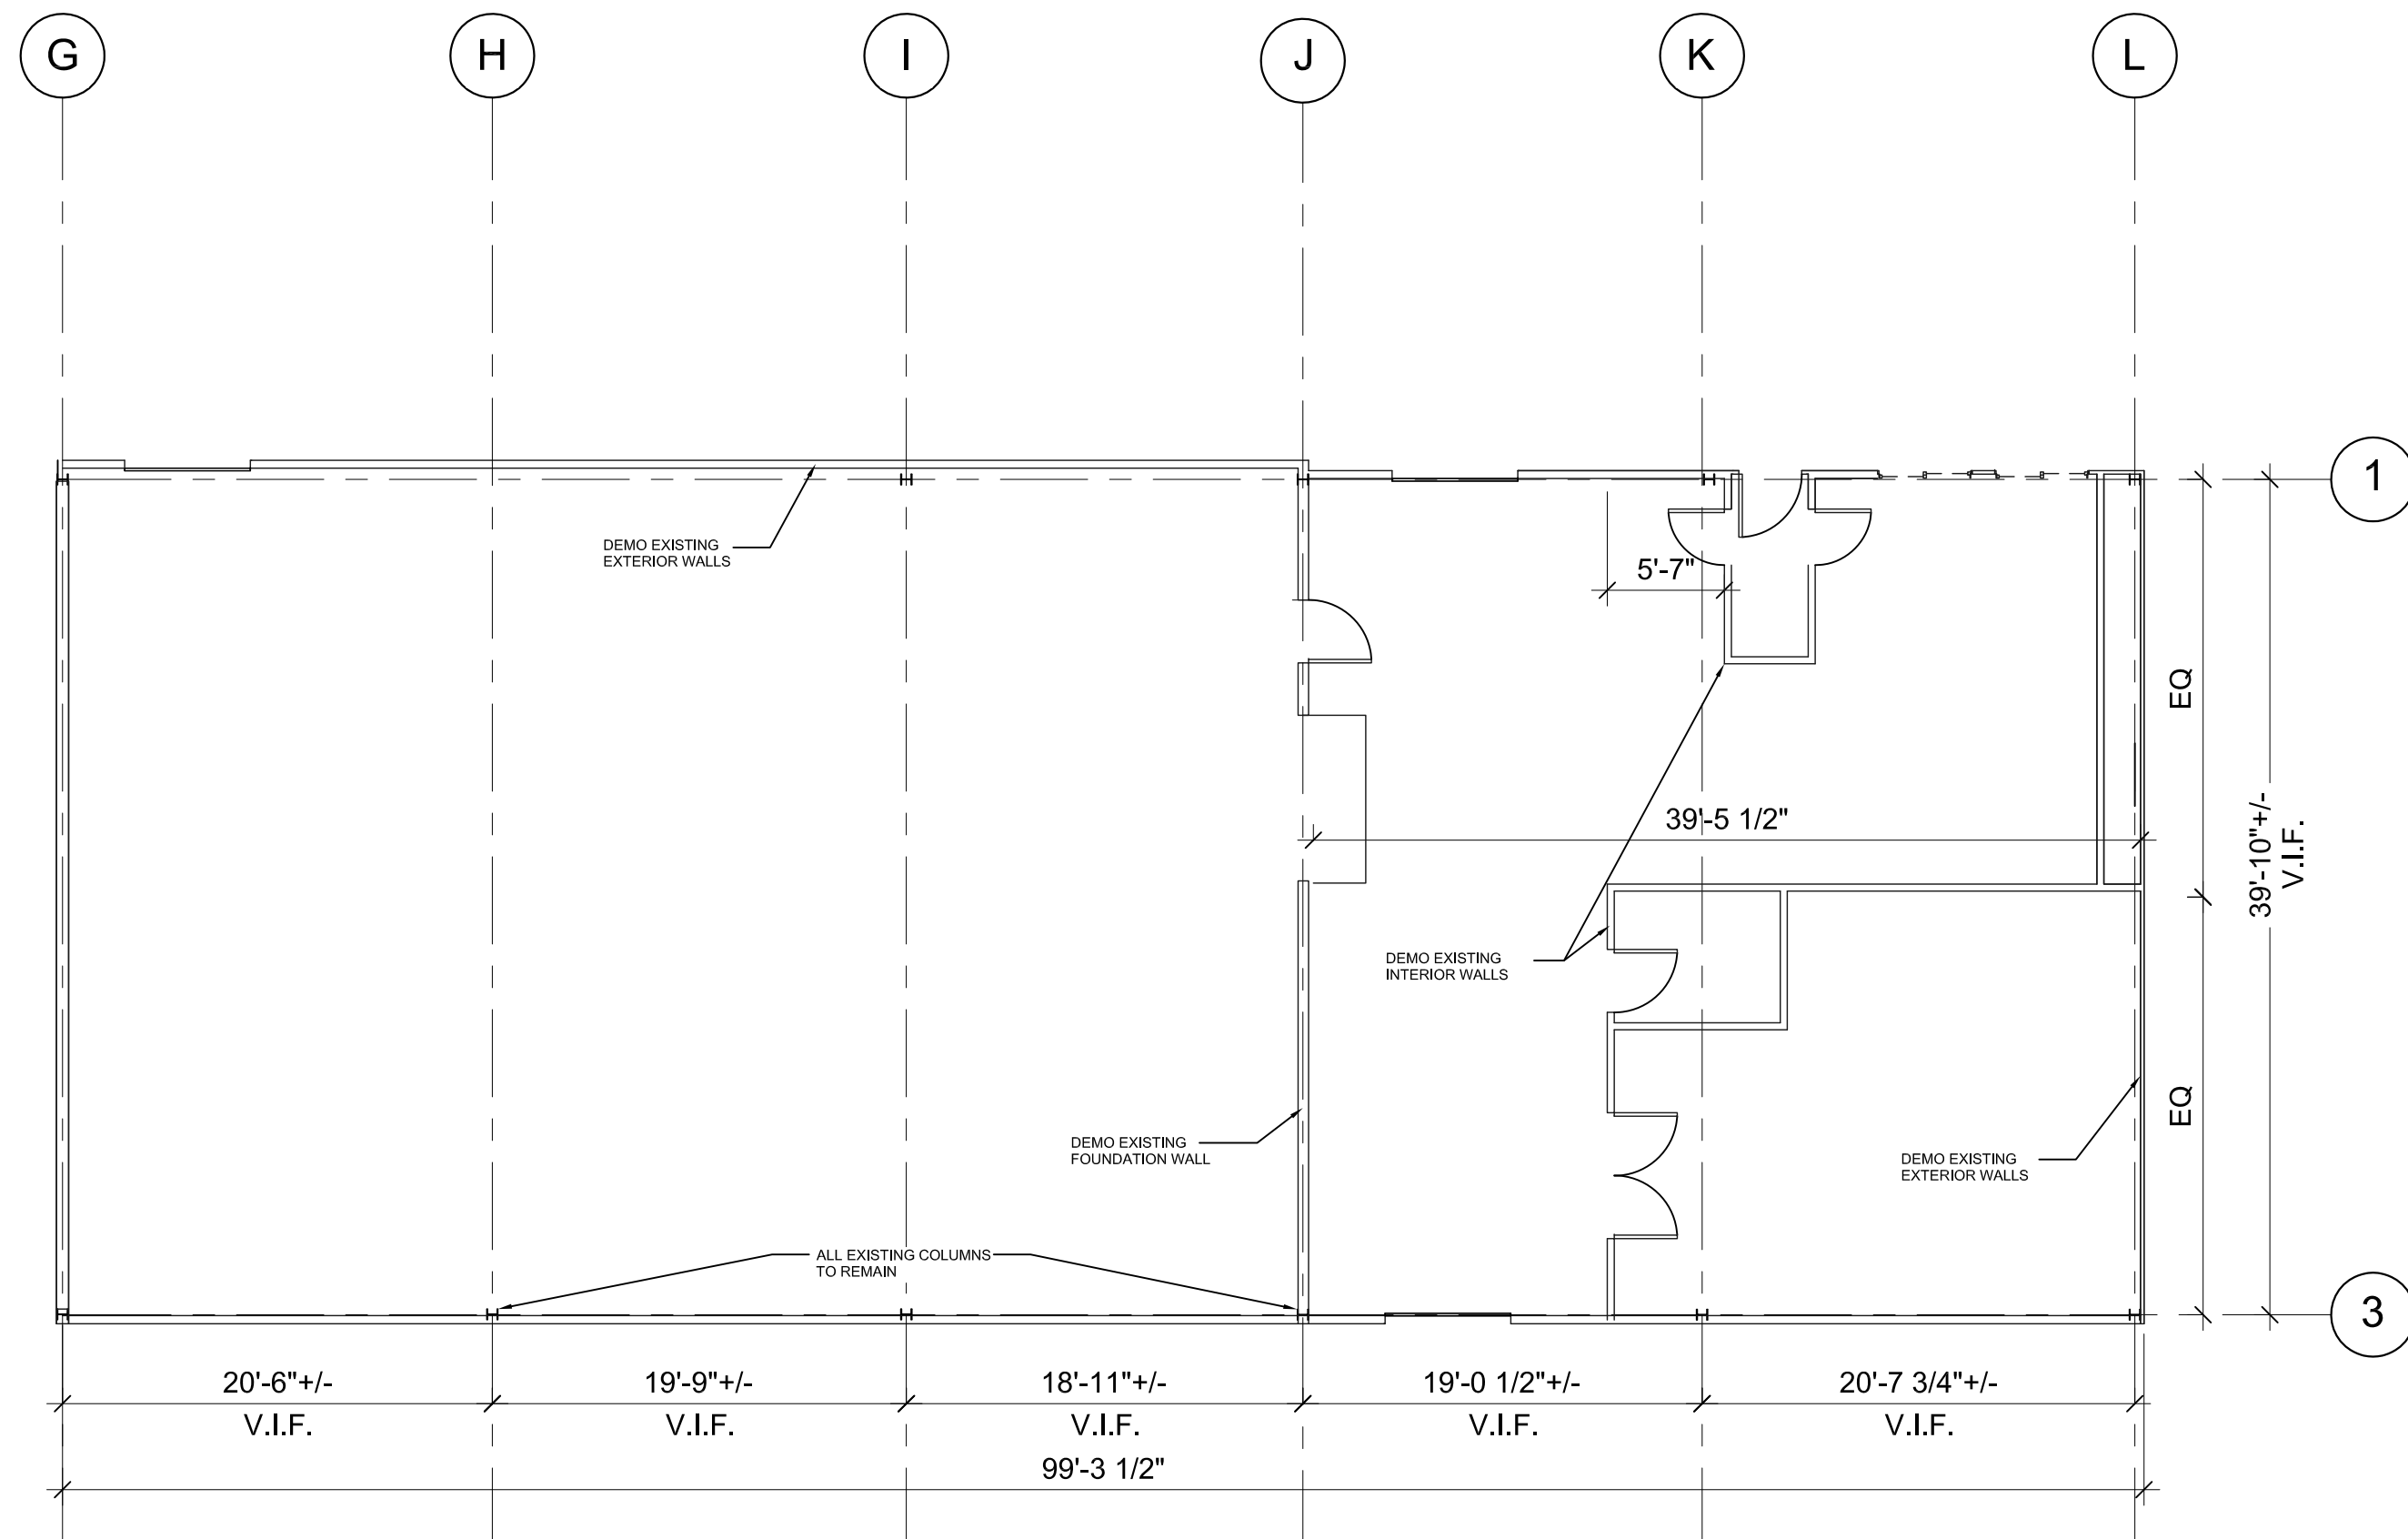 G
H
I
J
K
L
1
DEMO EXISTING
EXTERIOR WALLS
5'-7"
EQ
39'-5 1/2"
39'-10"+/-
V.I.F.
DEMO EXISTING
INTERIOR WALLS
EQ
DEMO EXISTING
FOUNDATION WALL
DEMO EXISTING
EXTERIOR WALLS
ALL EXISTING COLUMNS
TO REMAIN
3
20'-6"+/-
V.I.F.
19'-9"+/-
V.I.F.
18'-11"+/-
V.I.F.
19'-0 1/2"+/-
V.I.F.
20'-7 3/4"+/-
V.I.F.
99'-3 1/2"